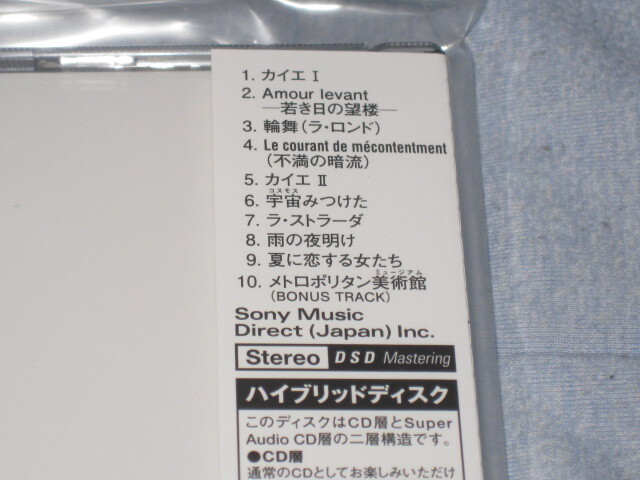 1. カイエ I
2. Amour levant
―若き日の望楼―
3. 輪舞(ラ・ロンド)
4. Le courant de mécontentment
(不満の暗流)
5. カイエ II
コスモス
6. 宇宙みつけた
7. ラ・ストラーダ
8. 雨の夜明け
9. 夏に恋する女たち
ミュージアム
10. メトロポリタン美術館
(BONUS TRACK)
Sony Music
Direct (Japan) Inc.
Stereo DSD Mastering
ハイブリッドディスク
このディスクはCD層とSuper
Audio CD層の二層構造です。
●CD層
通常のCDとしてお楽しみいただけ